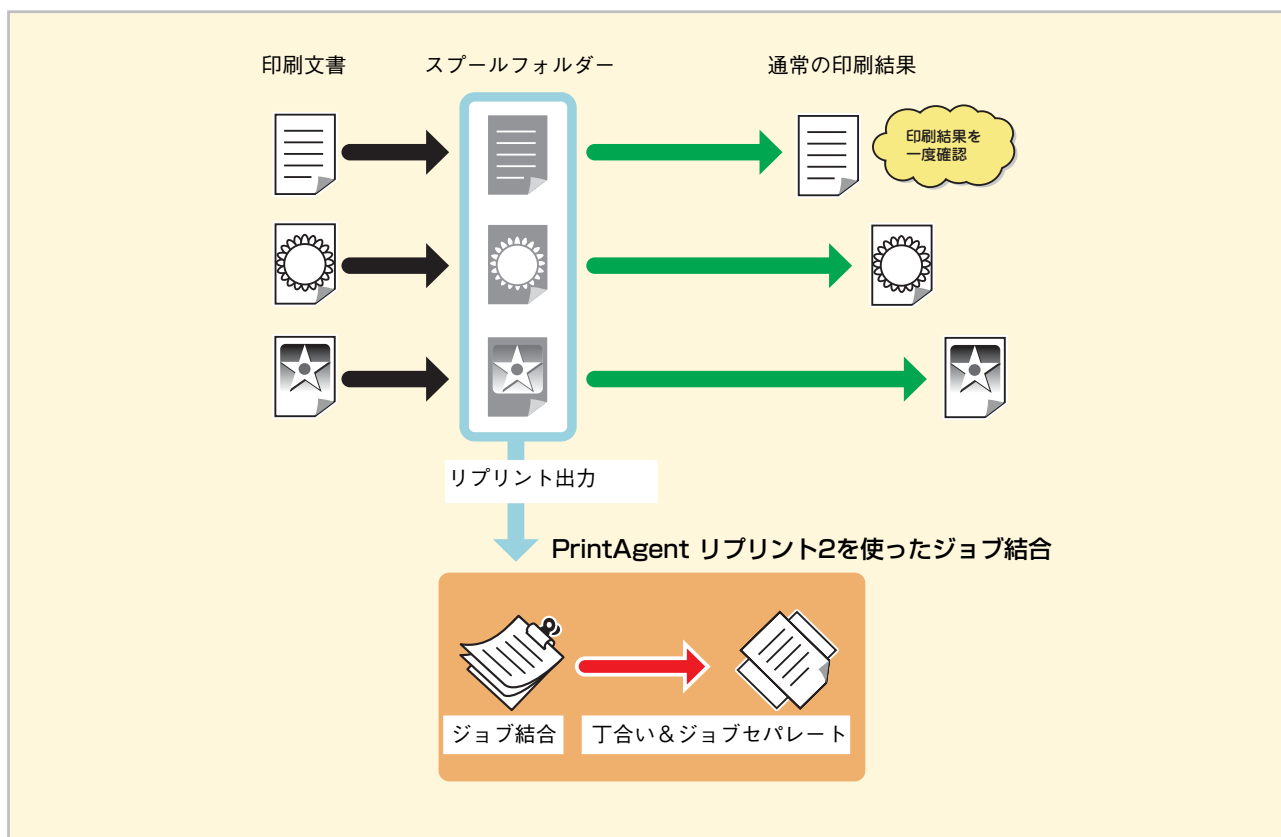 印刷文書
スプールフォルダー
通常の印刷結果
印刷結果を
一度確認
リプリント出力
PrintAgent リプリント2を使ったジョブ結合
ジョブ結合
丁合い＆ジョブセパレート